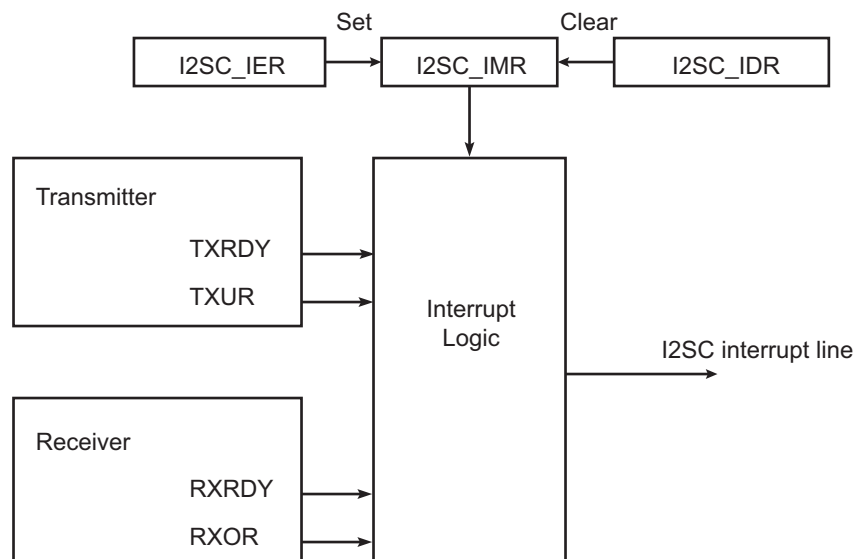 Set
Clear
I2SC_IER
I2SC_IMR
I2SC_IDR
Transmitter
TXRDY
TXUR
Interrupt
Logic
I2SC interrupt line
Receiver
RXRDY
RXOR